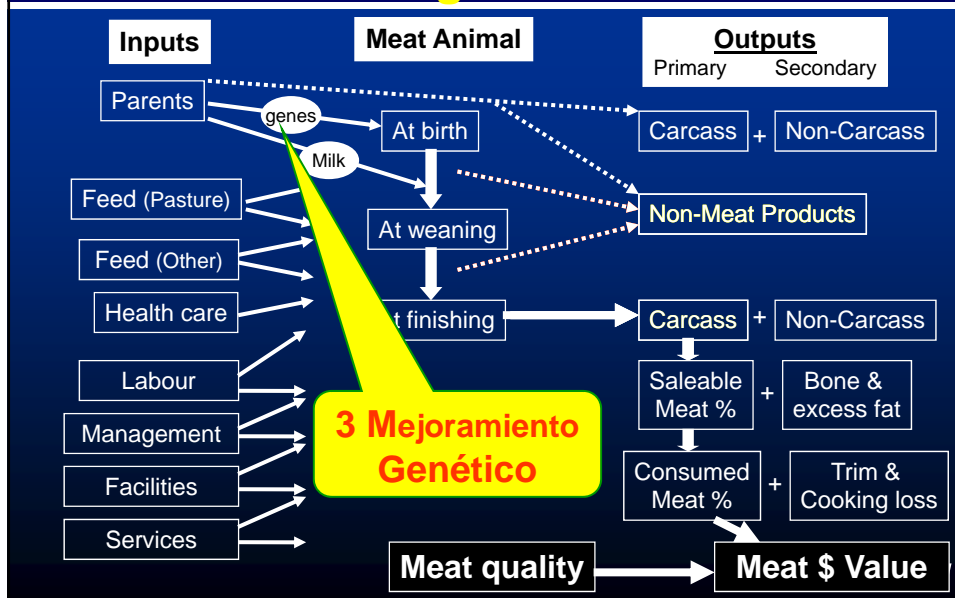 Inputs
Meat Animal
Outputs
Primary Secondary
Parents
genes
Milk
At birth
Carcass + Non-Carcass
Feed (Pasture)
Non-Meat Products
At weaning
Feed (Other)
Health care
finishing
Carcass + Non-Carcass
Labour
Saleable
Meat %
+
Bone &
excess fat
Management
3 Mejoramiento
Genético
Facilities
Consumed
Meat %
+
Trim &
Cooking loss
Services
Meat quality
Meat $ Value